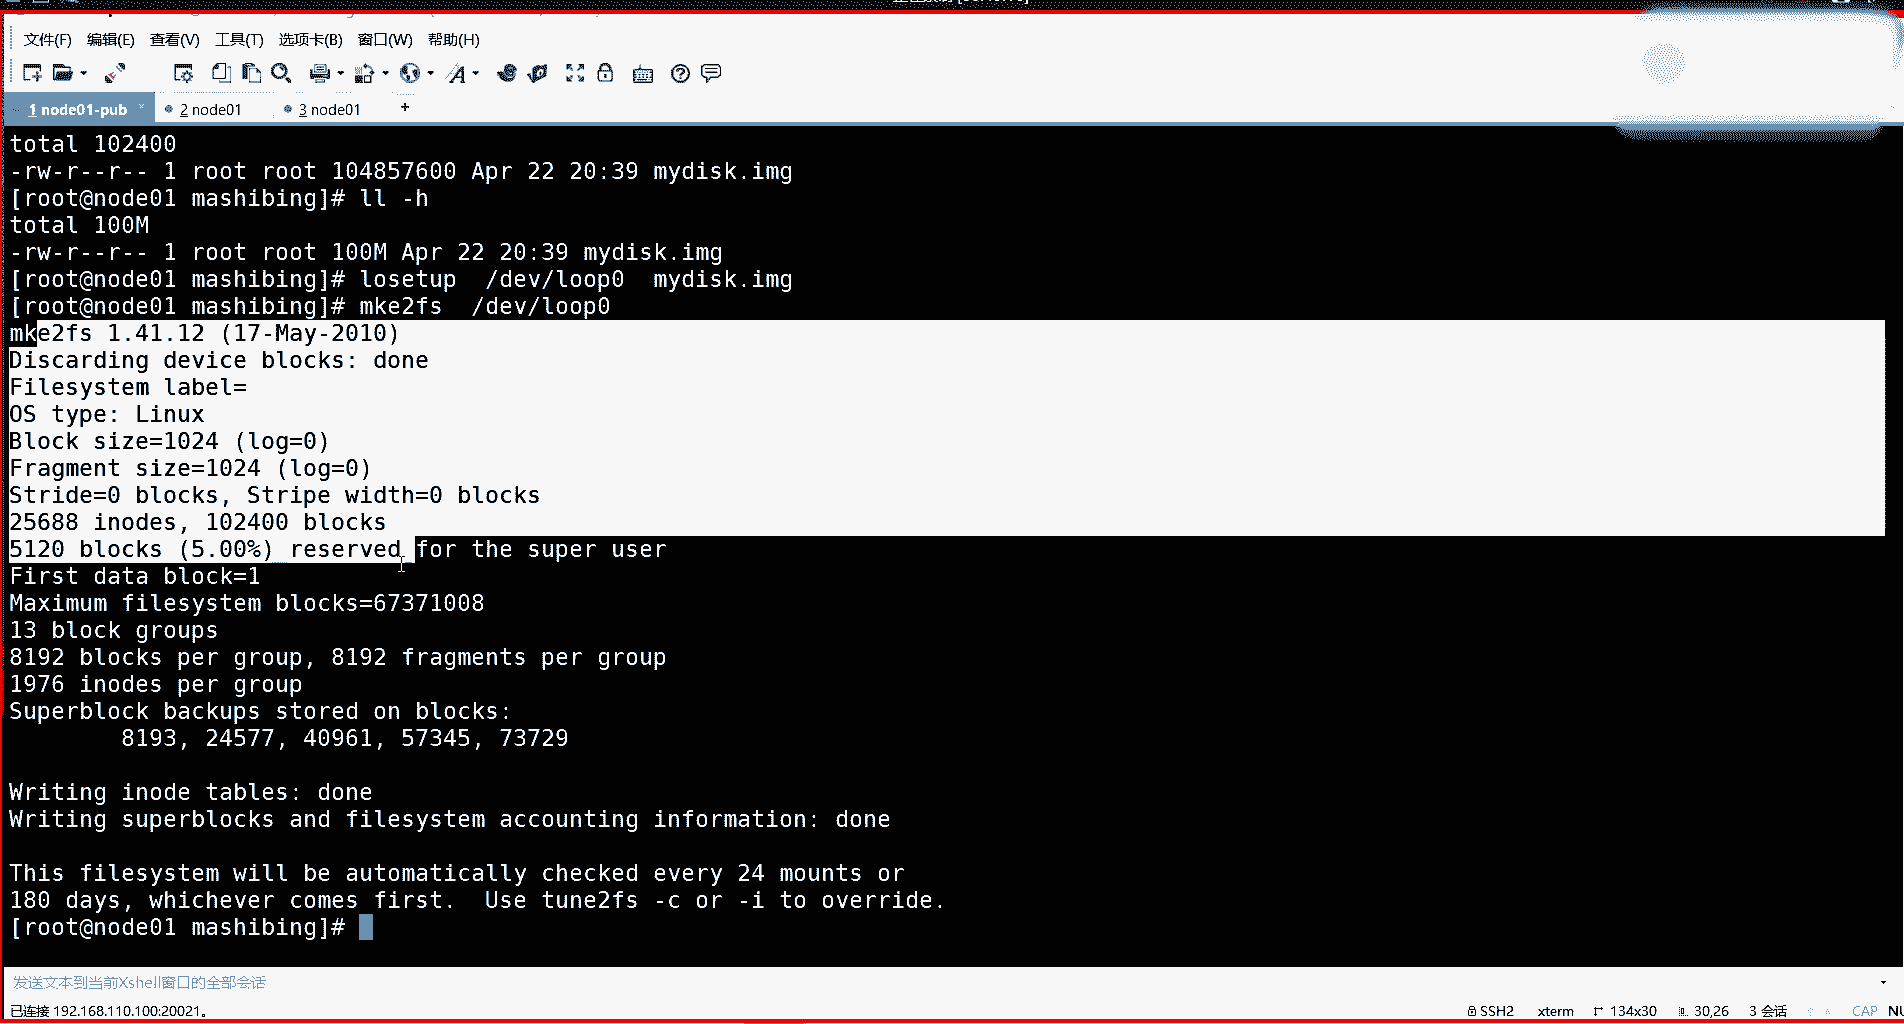 文件(F) 编辑(E) 查看(V) 工具(T) 选项卡(B) 窗口(W) 帮助(H)
1 node01-pub × 2 node01 3 node01 +
total 102400
-rw-r--r-- 1 root root 104857600 Apr 22 20:39 mydisk.img
[root@node01 mashibing]# ll -h
total 100M
-rw-r--r-- 1 root root 100M Apr 22 20:39 mydisk.img
[root@node01 mashibing]# losetup  /dev/loop0  mydisk.img
[root@node01 mashibing]# mke2fs  /dev/loop0
mke2fs 1.41.12 (17-May-2010)
Discarding device blocks: done
Filesystem label=
OS type: Linux
Block size=1024 (log=0)
Fragment size=1024 (log=0)
Stride=0 blocks, Stripe width=0 blocks
25688 inodes, 102400 blocks
5120 blocks (5.00%) reserved for the super user
First data block=1
Maximum filesystem blocks=67371008
13 block groups
8192 blocks per group, 8192 fragments per group
1976 inodes per group
Superblock backups stored on blocks:
        8193, 24577, 40961, 57345, 73729
Writing inode tables: done
Writing superblocks and filesystem accounting information: done
This filesystem will be automatically checked every 24 mounts or
180 days, whichever comes first.  Use tune2fs -c or -i to override.
[root@node01 mashibing]#
发送文本到当前Xshell窗口的全部会话
已连接 192.168.110.100:20021。 SSH2 xterm 134x30 30,26 3 会话 CAP